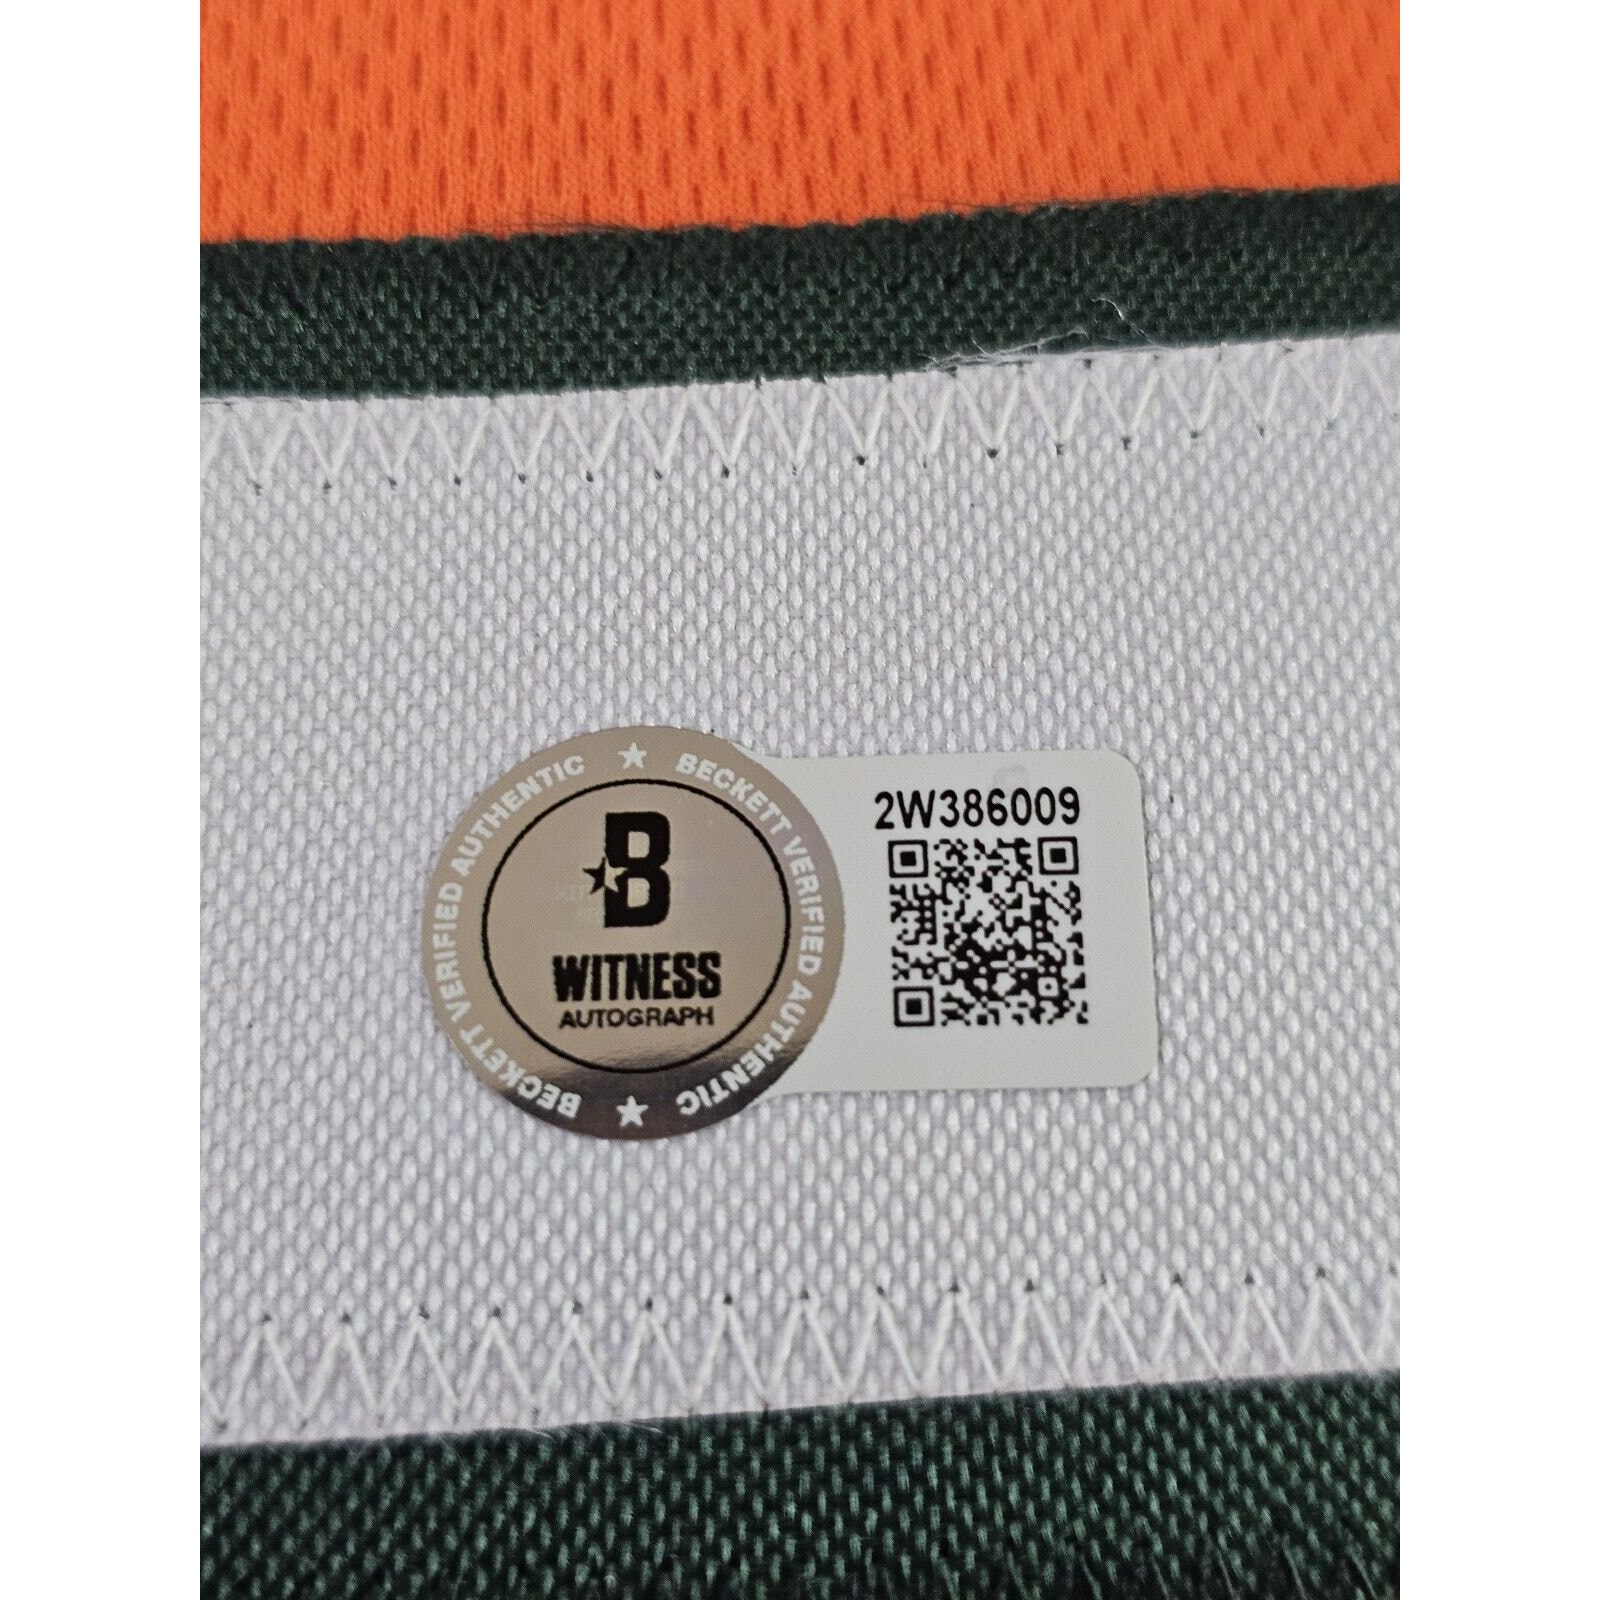 ★ BECKETT VERIFIED AUTHENTIC ★ BECKETT VERIFIED AUTHENTIC
B
WITNESS
AUTOGRAPH
2W386009